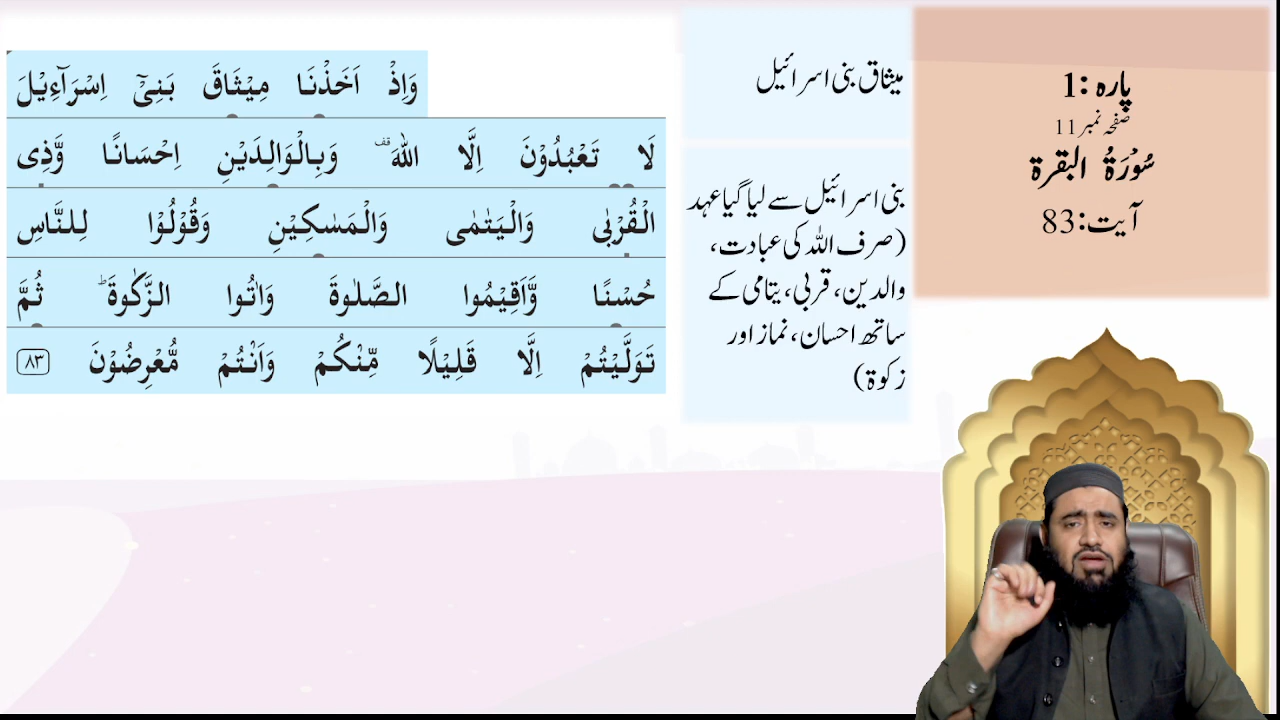 پارہ :1
صفحہ نمبر 11
سُوْرَۃُ البقرۃ
آیت:83
میثاق بنی اسرائیل
بنی اسرائیل سے لیا گیا عہد
(صرف اللہ کی عبادت،
والدین، قربی، یتامی کے
ساتھ احسان، نماز اور
زکوۃ)
وَاِذْ اَخَذْنَا مِيْثَاقَ بَنِيْٓ اِسْرَآءِيْلَ
لَا تَعْبُدُوْنَ اِلَّا اللّٰهَ ۣ وَبِالْوَالِدَيْنِ اِحْسَانًا وَّذِي
الْقُرْبٰى وَالْيَتٰمٰى وَالْمَسٰكِيْنِ وَقُوْلُوْا لِلنَّاسِ
حُسْنًا وَّاَقِيْمُوا الصَّلٰوةَ وَاٰتُوا الزَّكٰوةَ ؕ ثُمَّ
تَوَلَّيْتُمْ اِلَّا قَلِيْلًا مِّنْكُمْ وَاَنْتُمْ مُّعْرِضُوْنَ ۸۳